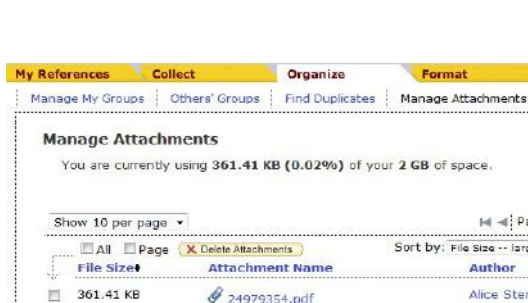 My References Collect Organize Format
Manage My Groups Others' Groups Find Duplicates Manage Attachments
Manage Attachments
You are currently using 361.41 KB (0.02%) of your 2 GB of space.
Show 10 per page
All Page X Delete Attachments Sort by: File Size --
File Size Attachment Name Author
361.41 KB 24979354.pdf Alice